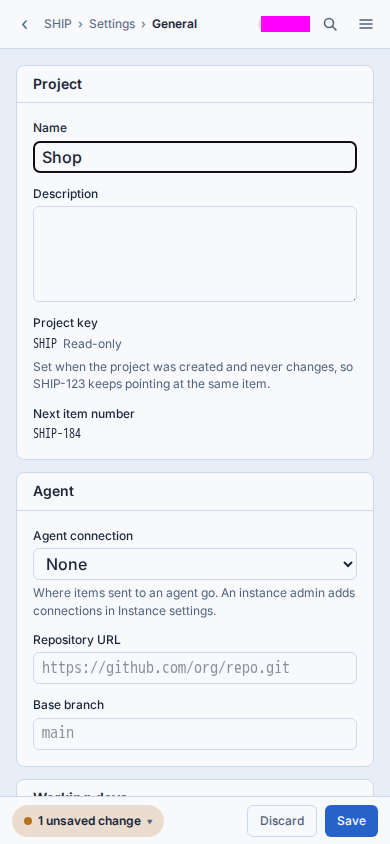 SHIP › Settings › General
Project
Name
Shop
Description
Project key
SHIP Read-only
Set when the project was created and never changes, so
SHIP-123 keeps pointing at the same item.
Next item number
SHIP-184
Agent
Agent connection
None
Where items sent to an agent go. An instance admin adds
connections in Instance settings.
Repository URL
https://github.com/org/repo.git
Base branch
main
Working days
1 unsaved change
Discard
Save